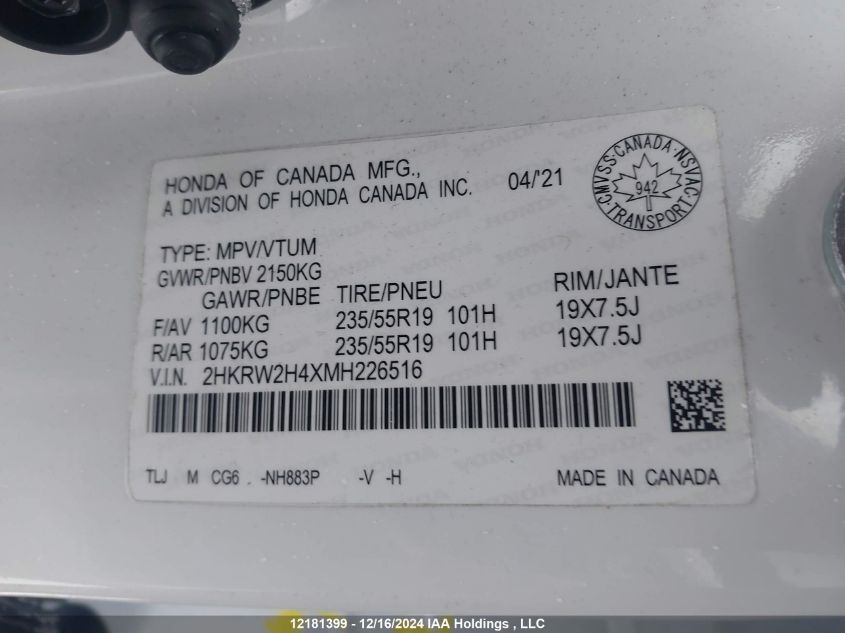 HONDA OF CANADA MFG.,
A DIVISION OF HONDA CANADA INC. 04/'21
CMVSS·CANADA·NSVAC
942
TRANSPORT
TYPE: MPV/VTUM
GVWR/PNBV 2150KG
GAWR/PNBE TIRE/PNEU RIM/JANTE
F/AV 1100KG 235/55R19 101H 19X7.5J
R/AR 1075KG 235/55R19 101H 19X7.5J
V.I.N. 2HKRW2H4XMH226516
TLJ M CG6 . -NH883P -V -H MADE IN CANADA
12181399 - 12/16/2024 IAA Holdings , LLC